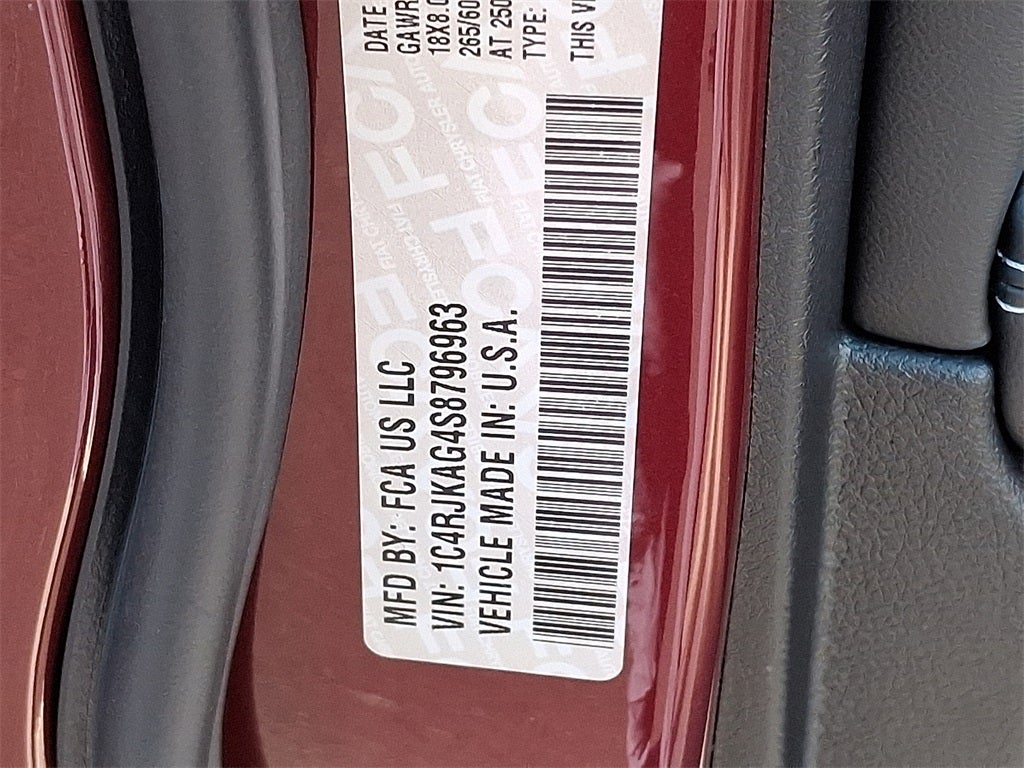 MFD BY: FCA US LLC
VIN: 1C4RJKAG4S8796963
VEHICLE MADE IN: U.S.A.
DATE
GAWR
18X8.0
265/60
AT 250
TYPE:
THIS